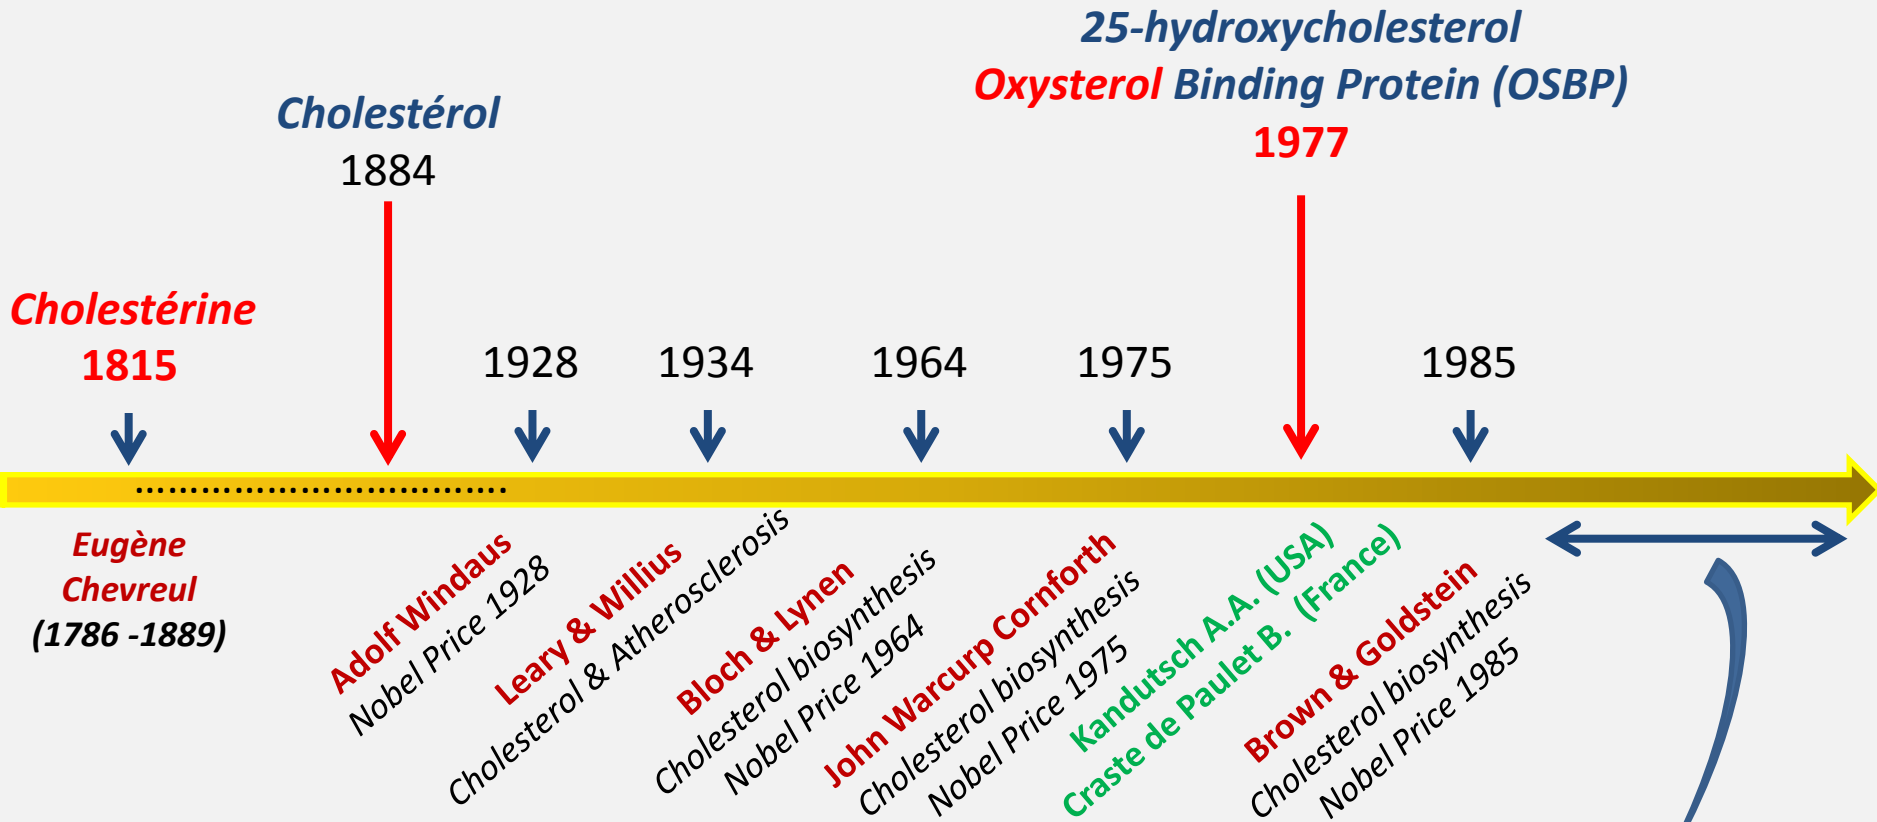 25-hydroxycholesterol
Oxysterol Binding Protein (OSBP)
1977
Cholestérol
1884
Cholestérine
1815
1928
1934
1964
1975
1985
................................
Eugène
Chevreul
(1786 -1889)
Adolf Windaus
Nobel Price 1928
Leary & Willius
Cholesterol & Atherosclerosis
Bloch & Lynen
Cholesterol biosynthesis
Nobel Price 1964
John Warcurp Cornforth
Cholesterol biosynthesis
Nobel Price 1975
Kandutsch A.A. (USA)
Craste de Paulet B. (France)
Brown & Goldstein
Cholesterol biosynthesis
Nobel Price 1985